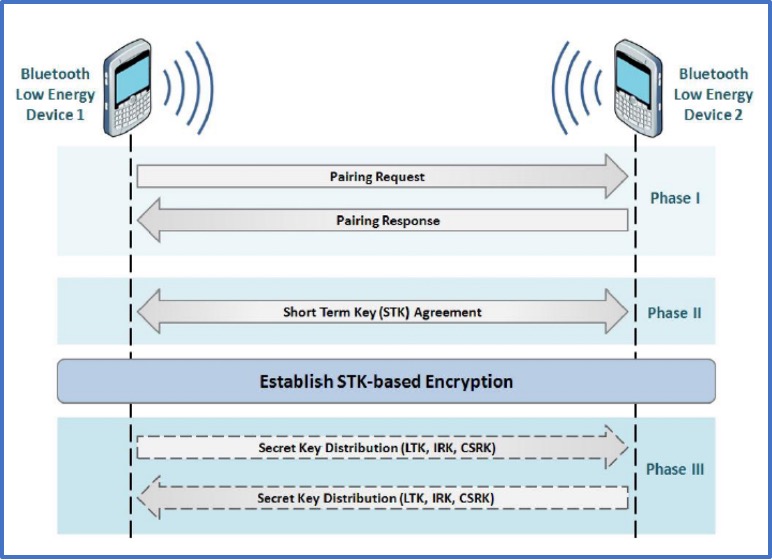 Bluetooth
Low Energy
Device 1
Bluetooth
Low Energy
Device 2
Pairing Request
Phase I
Pairing Response
Short Term Key (STK) Agreement
Phase II
Establish STK-based Encryption
Secret Key Distribution (LTK, IRK, CSRK)
Phase III
Secret Key Distribution (LTK, IRK, CSRK)